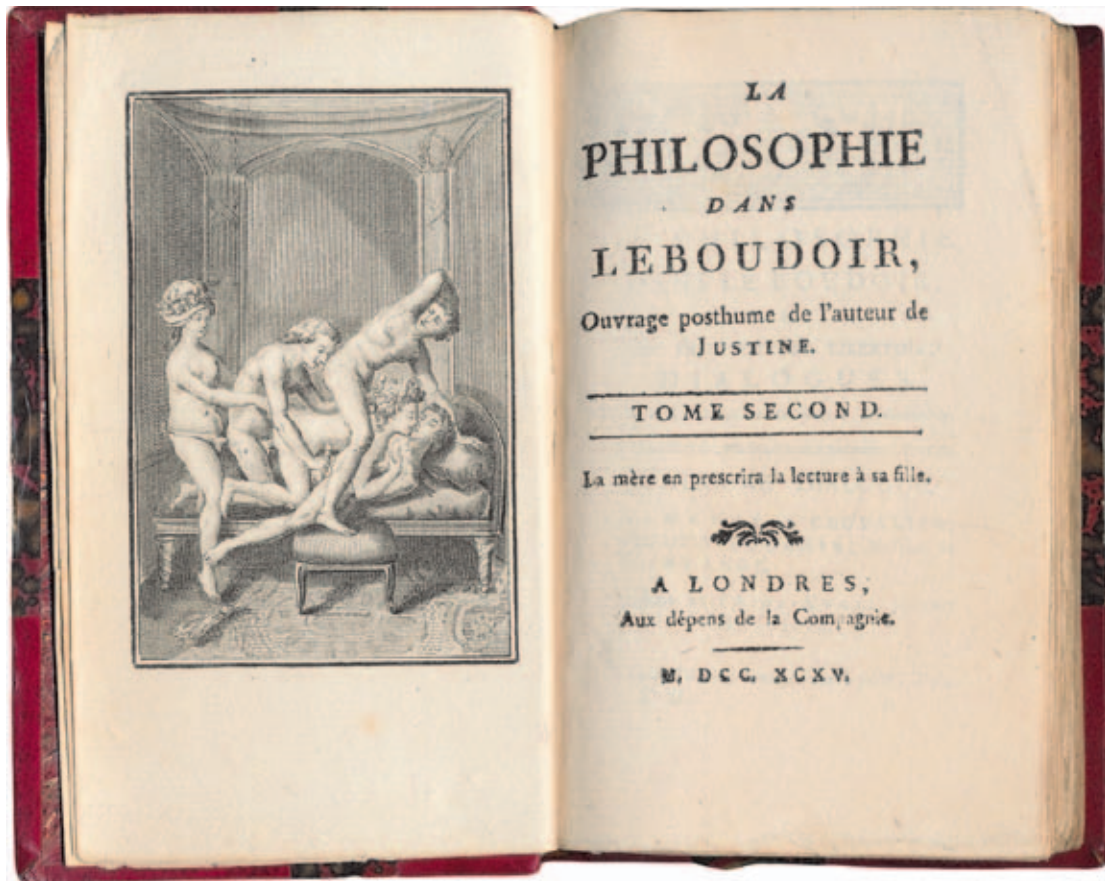 LA
PHILOSOPHIE
DANS
LEBOUDOIR,
Ouvrage posthume de l'auteur de
JUSTINE.
TOME SECOND.
La mère en prescrira la lecture à sa fille.
A LONDRES,
Aux dépens de la Compagnie.
M. DCC. XCXV.